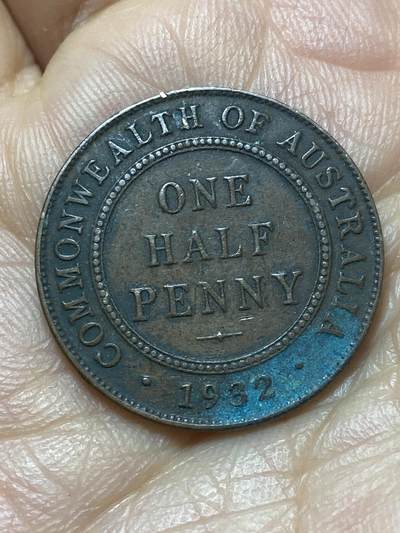 COMMONWEALTH OF AUSTRALIA
ONE
HALF
PENNY
1932